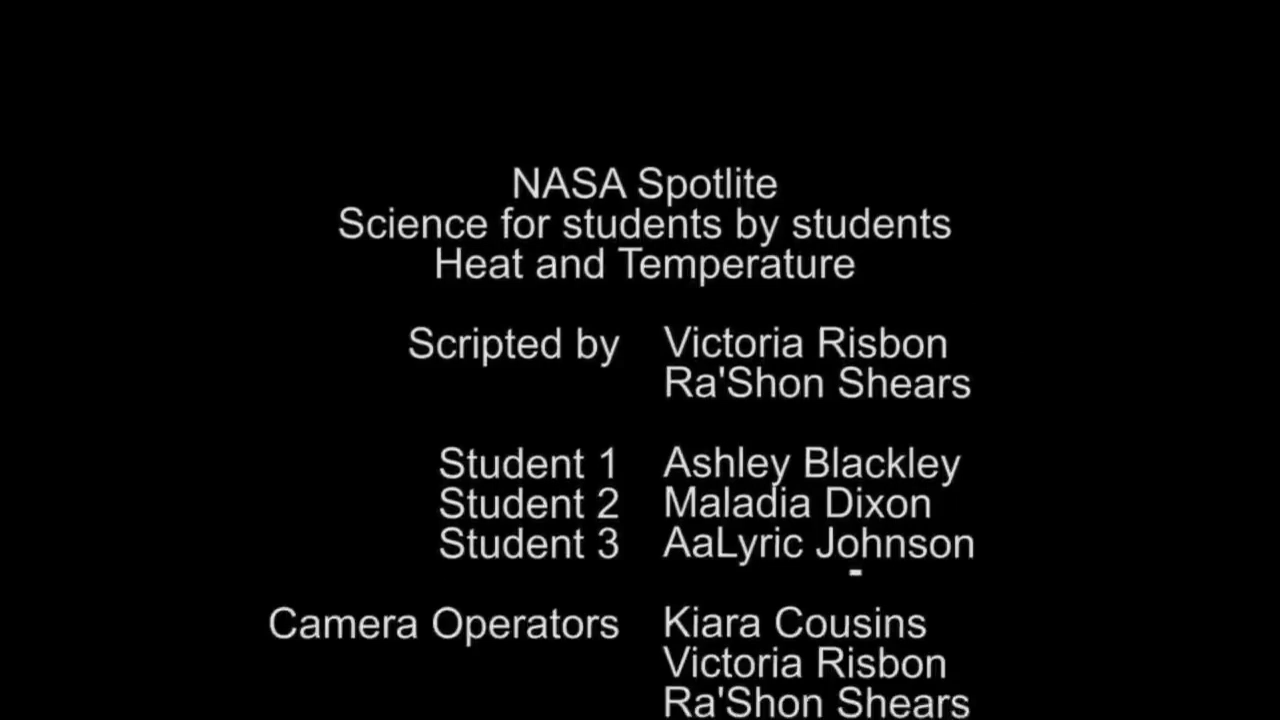 NASA Spotlite
Science for students by students
Heat and Temperature
Scripted by Victoria Risbon
Ra'Shon Shears
Student 1 Ashley Blackley
Student 2 Maladia Dixon
Student 3 AaLyric Johnson
Camera Operators Kiara Cousins
Victoria Risbon
Ra'Shon Shears